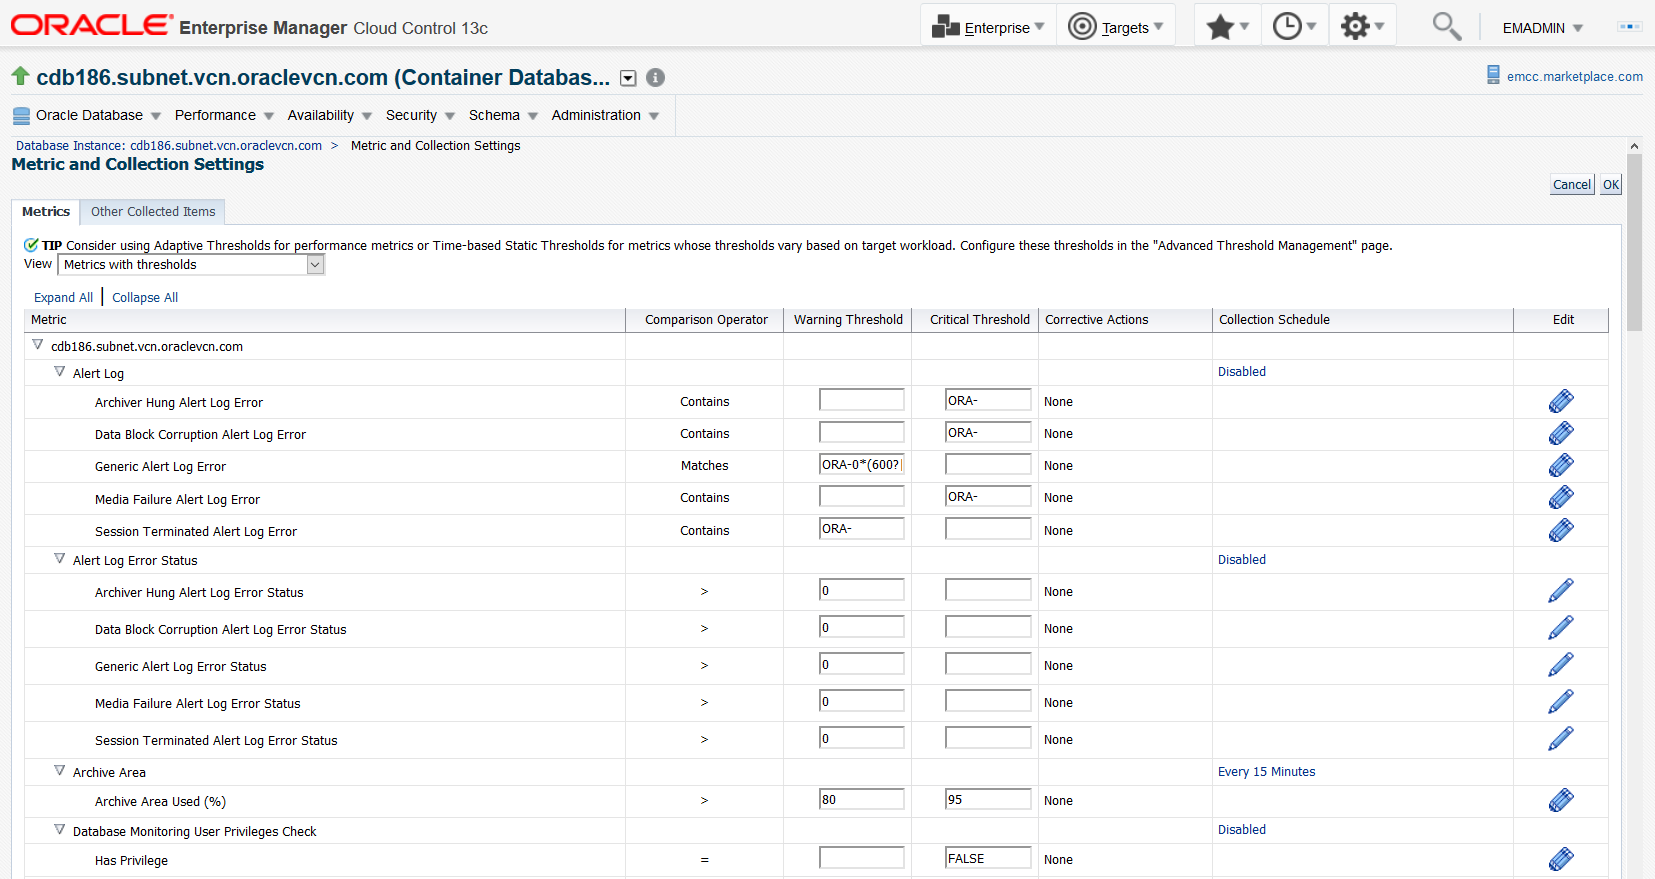 ORACLE Enterprise Manager Cloud Control 13c Enterprise Targets EMADMIN
cdb186.subnet.vcn.oraclevcn.com (Container Databas... emcc.marketplace.com
Oracle Database Performance Availability Security Schema Administration
Database Instance: cdb186.subnet.vcn.oraclevcn.com > Metric and Collection Settings
Metric and Collection Settings
Cancel OK
Metrics Other Collected Items
TIP Consider using Adaptive Thresholds for performance metrics or Time-based Static Thresholds for metrics whose thresholds vary based on target workload. Configure these thresholds in the "Advanced Threshold Management" page.
View Metrics with thresholds
Expand All | Collapse All
Metric Comparison Operator Warning Threshold Critical Threshold Corrective Actions Collection Schedule Edit
cdb186.subnet.vcn.oraclevcn.com
Alert Log Disabled
Archiver Hung Alert Log Error Contains ORA- None
Data Block Corruption Alert Log Error Contains ORA- None
Generic Alert Log Error Matches ORA-0*(600?| None
Media Failure Alert Log Error Contains ORA- None
Session Terminated Alert Log Error Contains ORA- None
Alert Log Error Status Disabled
Archiver Hung Alert Log Error Status > 0 None
Data Block Corruption Alert Log Error Status > 0 None
Generic Alert Log Error Status > 0 None
Media Failure Alert Log Error Status > 0 None
Session Terminated Alert Log Error Status > 0 None
Archive Area Every 15 Minutes
Archive Area Used (%) > 80 95 None
Database Monitoring User Privileges Check Disabled
Has Privilege = FALSE None